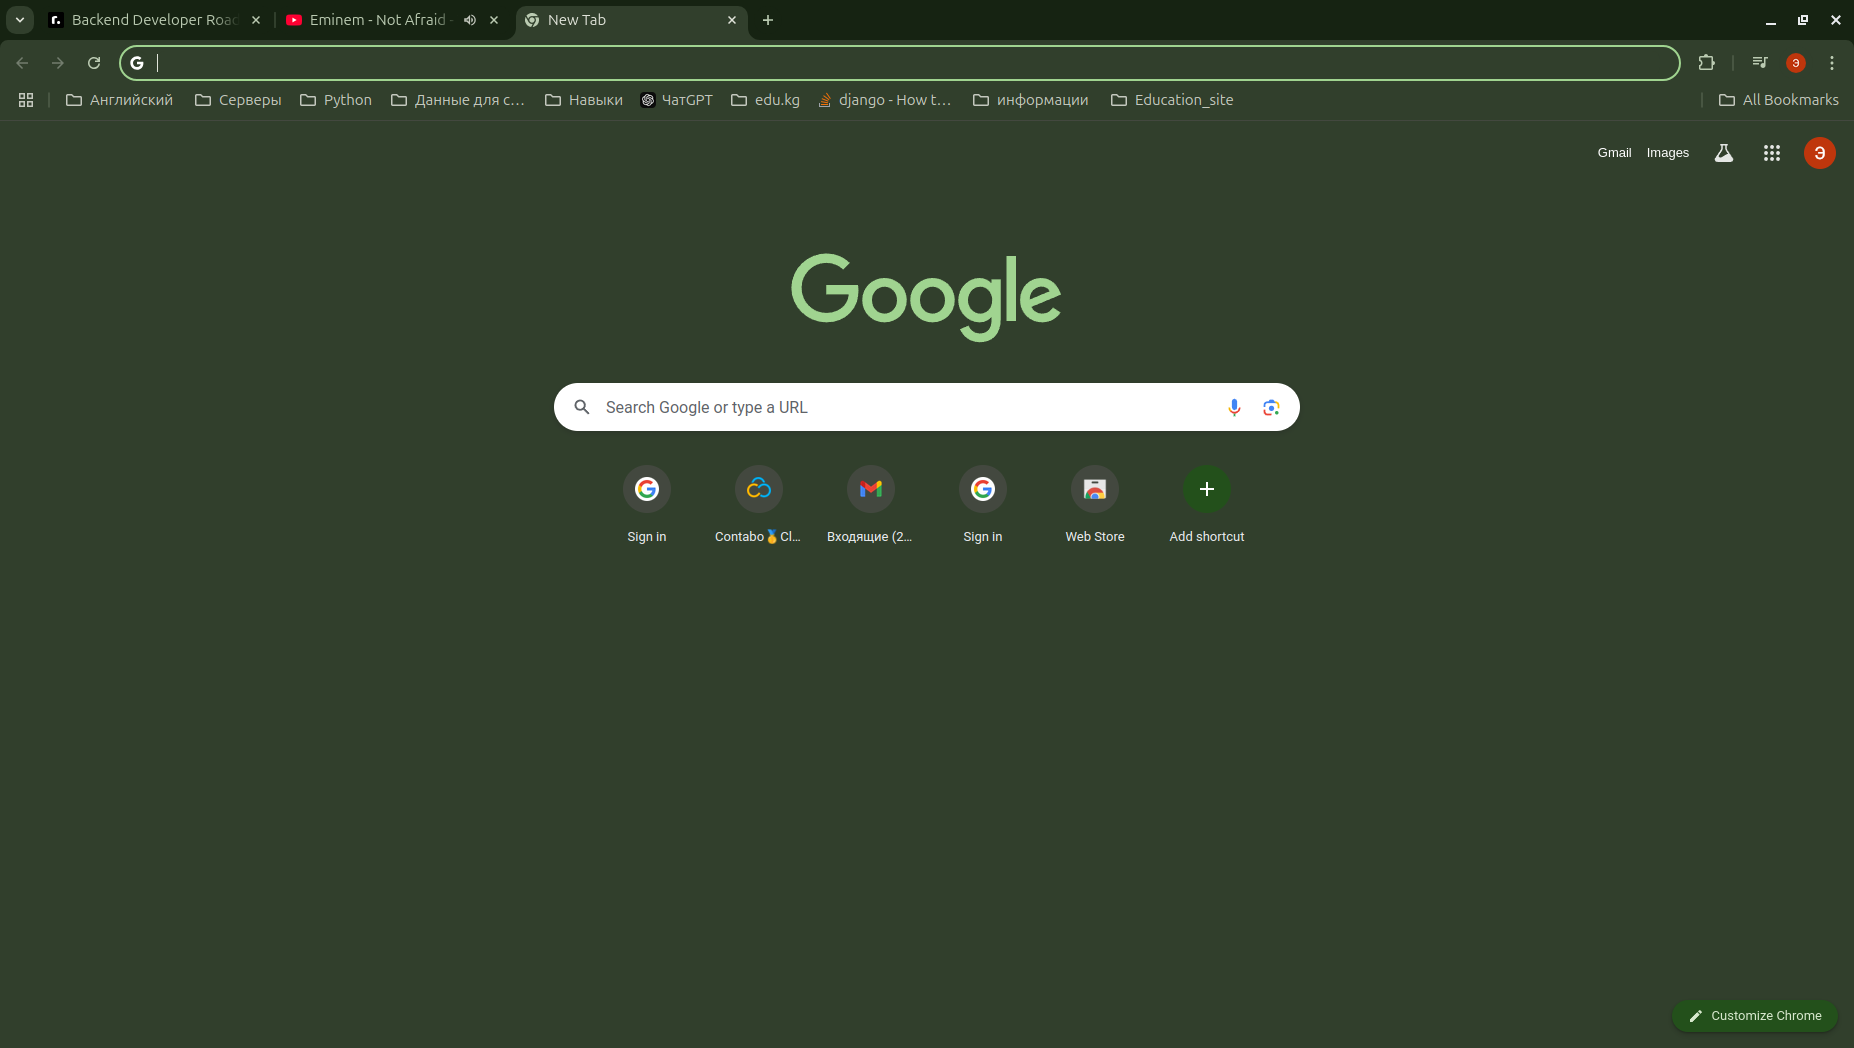 Backend Developer Road
Eminem - Not Afraid -
New Tab
Английский
Серверы
Python
Данные для с...
Навыки
ЧатGPT
edu.kg
django - How t...
информации
Education_site
All Bookmarks
Gmail
Images
Э
Э
Google
Search Google or type a URL
Sign in
Contabo🥇Cl...
Входящие (2...
Sign in
Web Store
Add shortcut
Customize Chrome